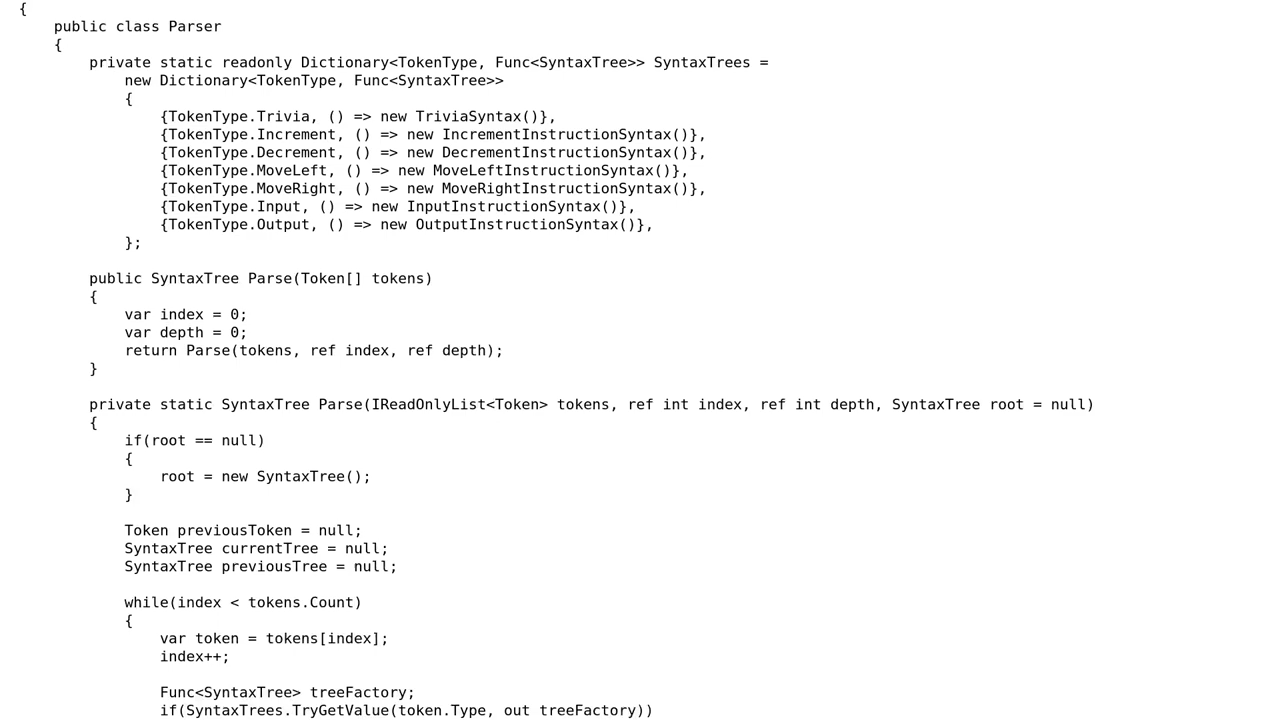 {
    public class Parser
    {
        private static readonly Dictionary<TokenType, Func<SyntaxTree>> SyntaxTrees =
            new Dictionary<TokenType, Func<SyntaxTree>>
            {
                {TokenType.Trivia, () => new TriviaSyntax()},
                {TokenType.Increment, () => new IncrementInstructionSyntax()},
                {TokenType.Decrement, () => new DecrementInstructionSyntax()},
                {TokenType.MoveLeft, () => new MoveLeftInstructionSyntax()},
                {TokenType.MoveRight, () => new MoveRightInstructionSyntax()},
                {TokenType.Input, () => new InputInstructionSyntax()},
                {TokenType.Output, () => new OutputInstructionSyntax()},
            };

        public SyntaxTree Parse(Token[] tokens)
        {
            var index = 0;
            var depth = 0;
            return Parse(tokens, ref index, ref depth);
        }

        private static SyntaxTree Parse(IReadOnlyList<Token> tokens, ref int index, ref int depth, SyntaxTree root = null)
        {
            if(root == null)
            {
                root = new SyntaxTree();
            }

            Token previousToken = null;
            SyntaxTree currentTree = null;
            SyntaxTree previousTree = null;

            while(index < tokens.Count)
            {
                var token = tokens[index];
                index++;

                Func<SyntaxTree> treeFactory;
                if(SyntaxTrees.TryGetValue(token.Type, out treeFactory))